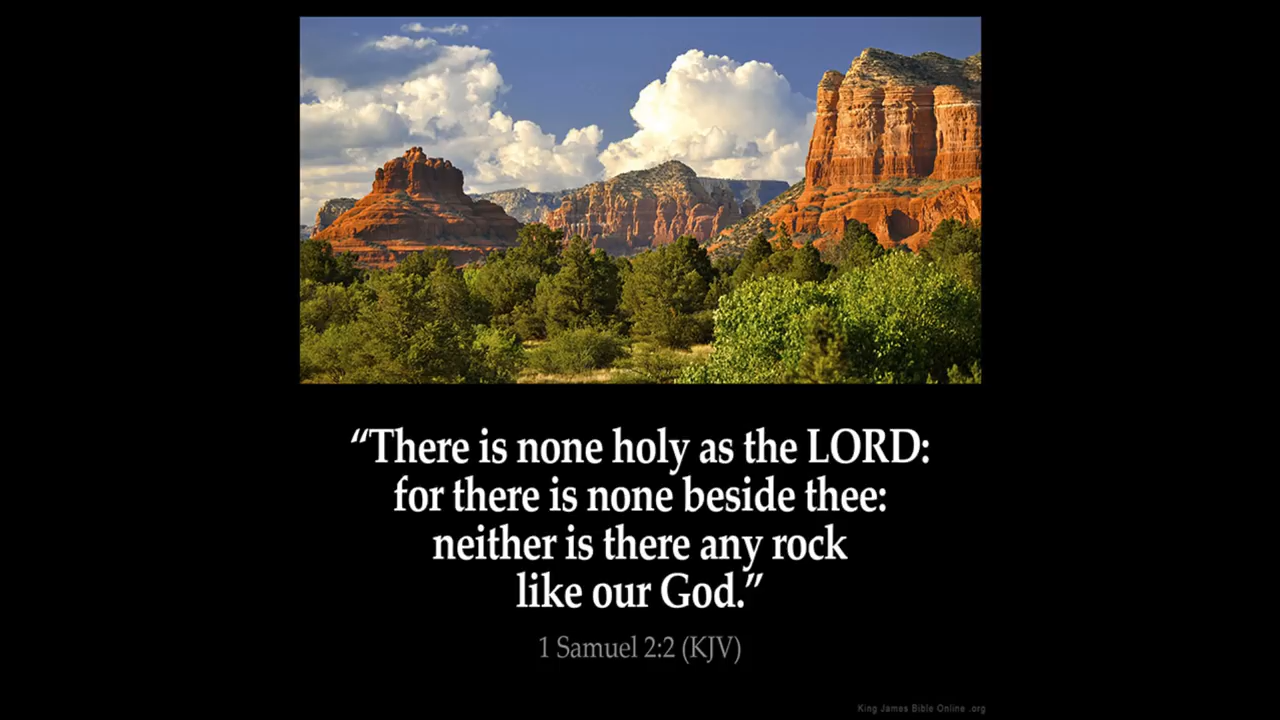 “There is none holy as the LORD:
for there is none beside thee:
neither is there any rock
like our God.”
1 Samuel 2:2 (KJV)
King James Bible Online .org